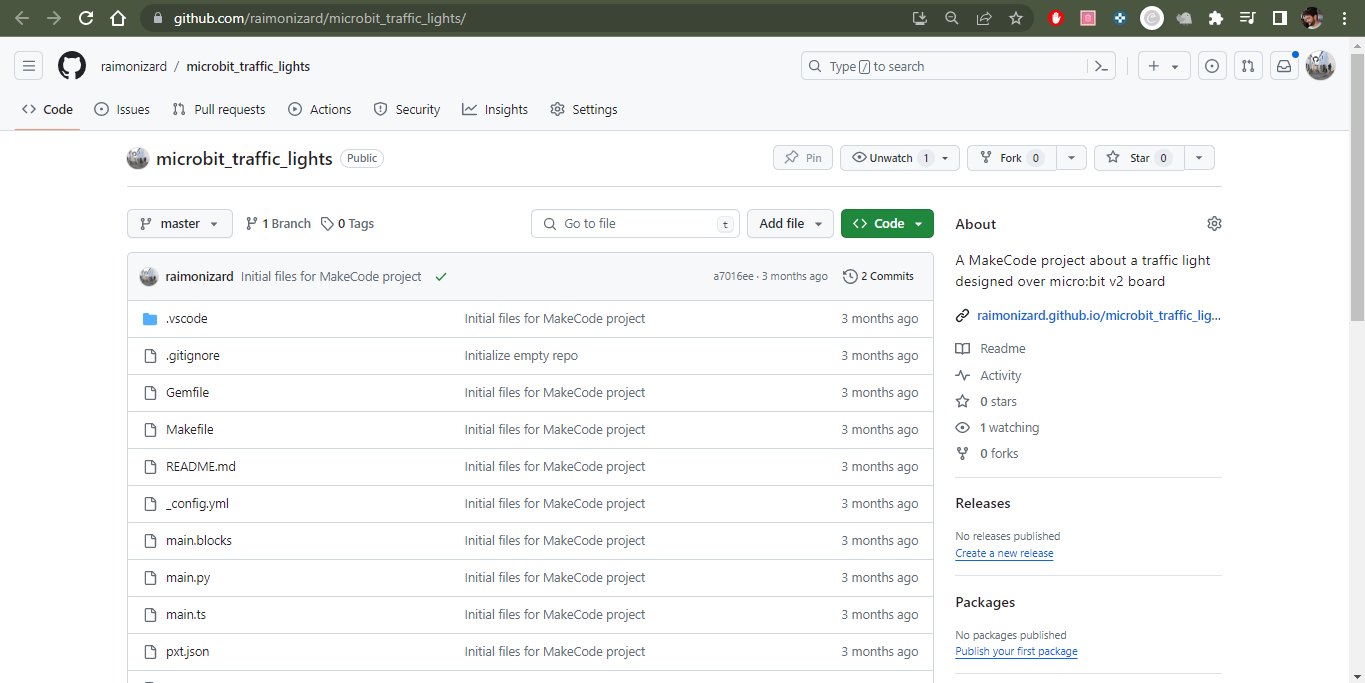 github.com/raimonizard/microbit_traffic_lights/
raimonizard / microbit_traffic_lights
Type / to search
Code Issues Pull requests Actions Security Insights Settings
microbit_traffic_lights Public
Pin Unwatch 1 Fork 0 Star 0
master 1 Branch 0 Tags Go to file t Add file Code
raimonizard Initial files for MakeCode project a7016ee · 3 months ago 2 Commits
.vscode Initial files for MakeCode project 3 months ago
.gitignore Initialize empty repo 3 months ago
Gemfile Initial files for MakeCode project 3 months ago
Makefile Initial files for MakeCode project 3 months ago
README.md Initial files for MakeCode project 3 months ago
_config.yml Initial files for MakeCode project 3 months ago
main.blocks Initial files for MakeCode project 3 months ago
main.py Initial files for MakeCode project 3 months ago
main.ts Initial files for MakeCode project 3 months ago
pxt.json Initial files for MakeCode project 3 months ago
About
A MakeCode project about a traffic light
designed over micro:bit v2 board
raimonizard.github.io/microbit_traffic_lig...
Readme
Activity
0 stars
1 watching
0 forks
Releases
No releases published
Create a new release
Packages
No packages published
Publish your first package